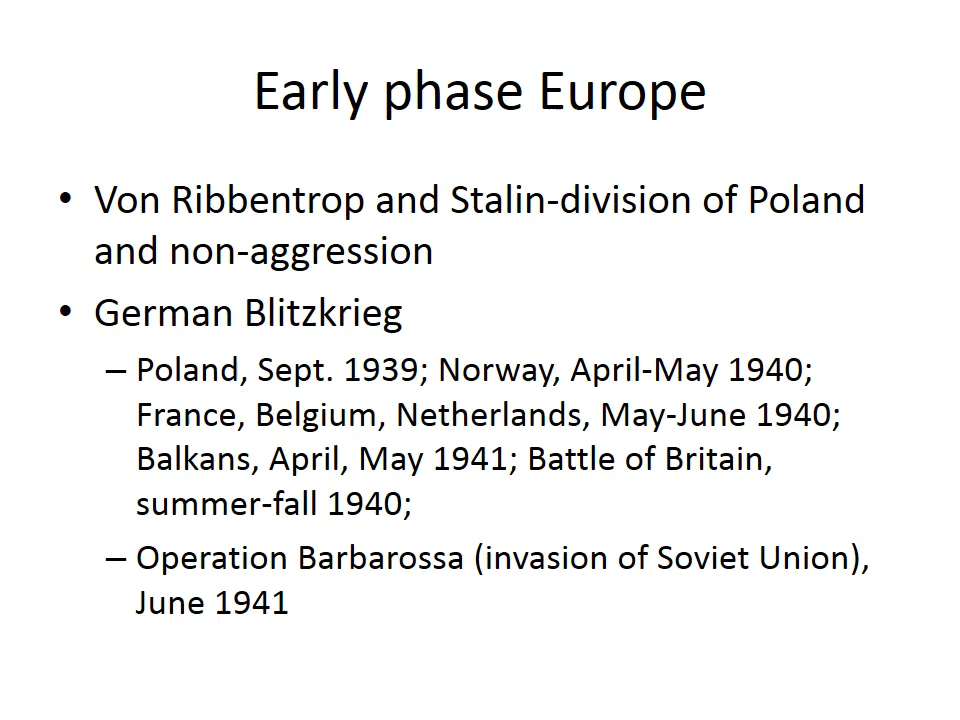 Early phase Europe
• Von Ribbentrop and Stalin-division of Poland
and non-aggression
• German Blitzkrieg
– Poland, Sept. 1939; Norway, April-May 1940;
France, Belgium, Netherlands, May-June 1940;
Balkans, April, May 1941; Battle of Britain,
summer-fall 1940;
– Operation Barbarossa (invasion of Soviet Union),
June 1941